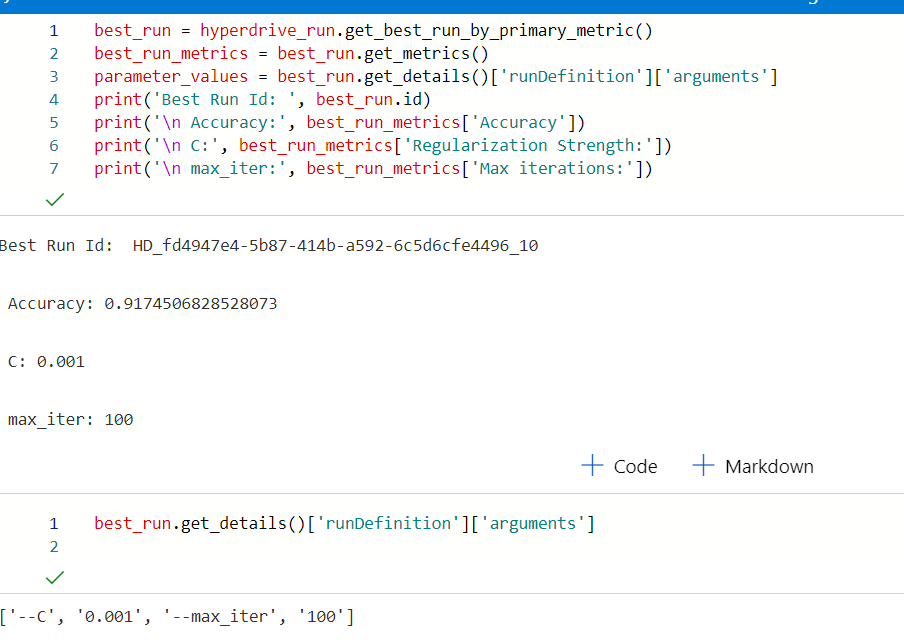 1 best_run = hyperdrive_run.get_best_run_by_primary_metric()
2 best_run_metrics = best_run.get_metrics()
3 parameter_values = best_run.get_details()['runDefinition']['arguments']
4 print('Best Run Id: ', best_run.id)
5 print('\n Accuracy:', best_run_metrics['Accuracy'])
6 print('\n C:', best_run_metrics['Regularization Strength:'])
7 print('\n max_iter:', best_run_metrics['Max iterations:'])
Best Run Id:  HD_fd4947e4-5b87-414b-a592-6c5d6cfe4496_10
Accuracy: 0.9174506828528073
C: 0.001
max_iter: 100
+ Code + Markdown
1 best_run.get_details()['runDefinition']['arguments']
2
['--C', '0.001', '--max_iter', '100']